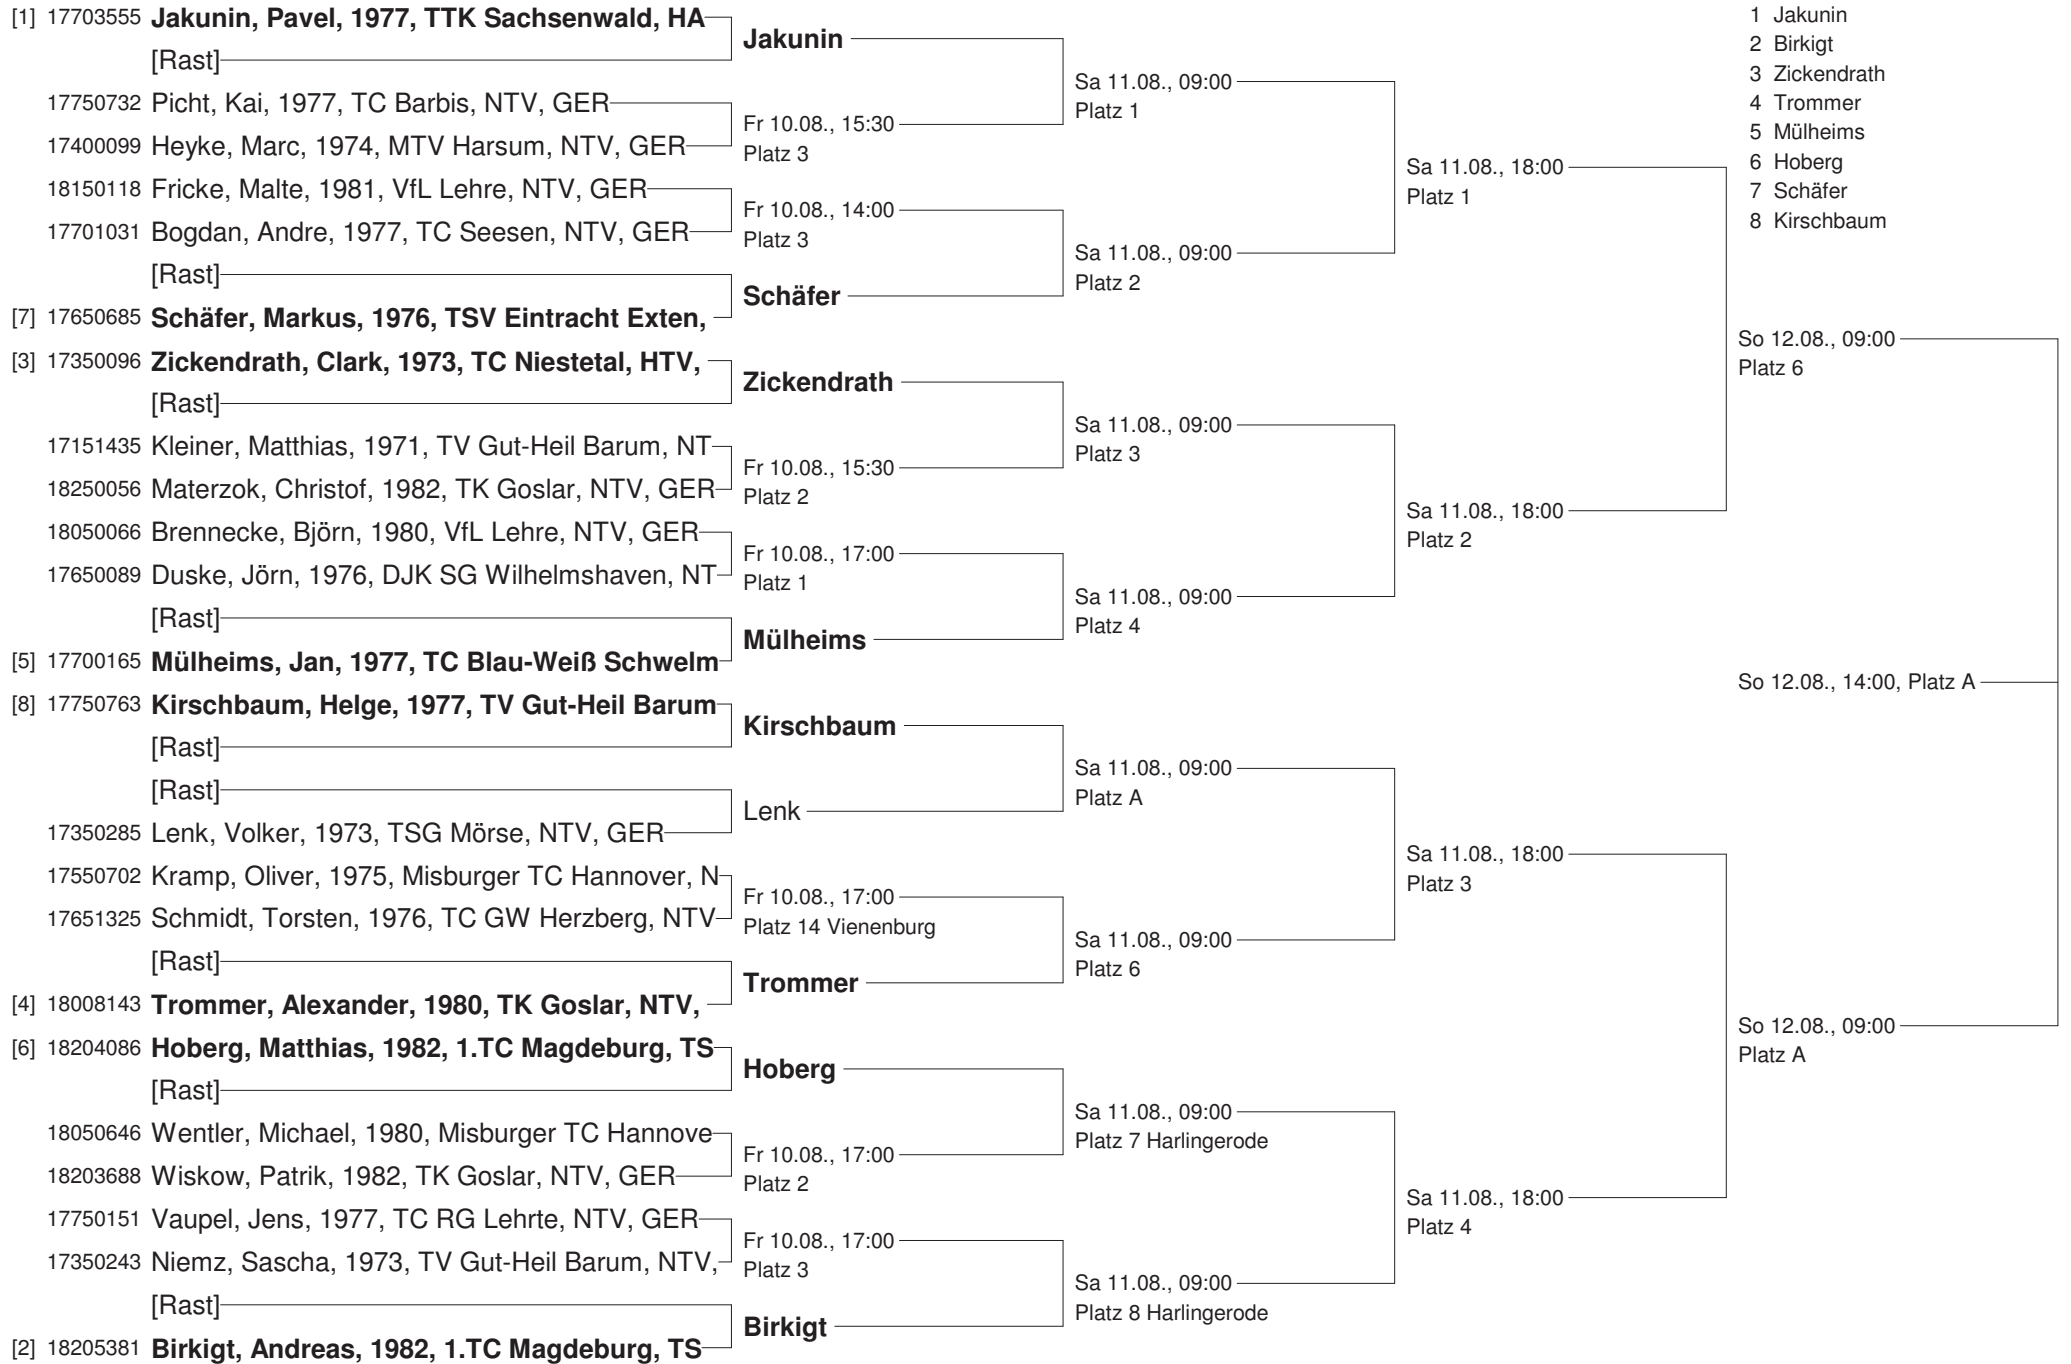 [1] 17703555 Jakunin, Pavel, 1977, TTK Sachsenwald, HA
[Rast]
17750732 Picht, Kai, 1977, TC Barbis, NTV, GER
17400099 Heyke, Marc, 1974, MTV Harsum, NTV, GER
18150118 Fricke, Malte, 1981, VfL Lehre, NTV, GER
17701031 Bogdan, Andre, 1977, TC Seesen, NTV, GER
[Rast]
[7] 17650685 Schäfer, Markus, 1976, TSV Eintracht Exten,
[3] 17350096 Zickendrath, Clark, 1973, TC Niestetal, HTV,
[Rast]
17151435 Kleiner, Matthias, 1971, TV Gut-Heil Barum, NT
18250056 Materzok, Christof, 1982, TK Goslar, NTV, GER
18050066 Brennecke, Björn, 1980, VfL Lehre, NTV, GER
17650089 Duske, Jörn, 1976, DJK SG Wilhelmshaven, NT
[Rast]
[5] 17700165 Mülheims, Jan, 1977, TC Blau-Weiß Schwelm
[8] 17750763 Kirschbaum, Helge, 1977, TV Gut-Heil Barum
[Rast]
[Rast]
17350285 Lenk, Volker, 1973, TSG Mörse, NTV, GER
17550702 Kramp, Oliver, 1975, Misburger TC Hannover, N
17651325 Schmidt, Torsten, 1976, TC GW Herzberg, NTV
[Rast]
[4] 18008143 Trommer, Alexander, 1980, TK Goslar, NTV,
[6] 18204086 Hoberg, Matthias, 1982, 1.TC Magdeburg, TS
[Rast]
18050646 Wentler, Michael, 1980, Misburger TC Hannove
18203688 Wiskow, Patrik, 1982, TK Goslar, NTV, GER
17750151 Vaupel, Jens, 1977, TC RG Lehrte, NTV, GER
17350243 Niemz, Sascha, 1973, TV Gut-Heil Barum, NTV,
[Rast]
[2] 18205381 Birkigt, Andreas, 1982, 1.TC Magdeburg, TS
Jakunin
Fr 10.08., 15:30
Platz 3
Fr 10.08., 14:00
Platz 3
Schäfer
Zickendrath
Fr 10.08., 15:30
Platz 2
Fr 10.08., 17:00
Platz 1
Mülheims
Kirschbaum
Lenk
Fr 10.08., 17:00
Platz 14 Vienenburg
Trommer
Hoberg
Fr 10.08., 17:00
Platz 2
Fr 10.08., 17:00
Platz 3
Birkigt
Sa 11.08., 09:00
Platz 1
Sa 11.08., 09:00
Platz 2
Sa 11.08., 09:00
Platz 3
Sa 11.08., 09:00
Platz 4
Sa 11.08., 09:00
Platz A
Sa 11.08., 09:00
Platz 6
Sa 11.08., 09:00
Platz 7 Harlingerode
Sa 11.08., 09:00
Platz 8 Harlingerode
Sa 11.08., 18:00
Platz 1
Sa 11.08., 18:00
Platz 2
Sa 11.08., 18:00
Platz 3
Sa 11.08., 18:00
Platz 4
1 Jakunin
2 Birkigt
3 Zickendrath
4 Trommer
5 Mülheims
6 Hoberg
7 Schäfer
8 Kirschbaum
So 12.08., 09:00
Platz 6
So 12.08., 14:00, Platz A
So 12.08., 09:00
Platz A